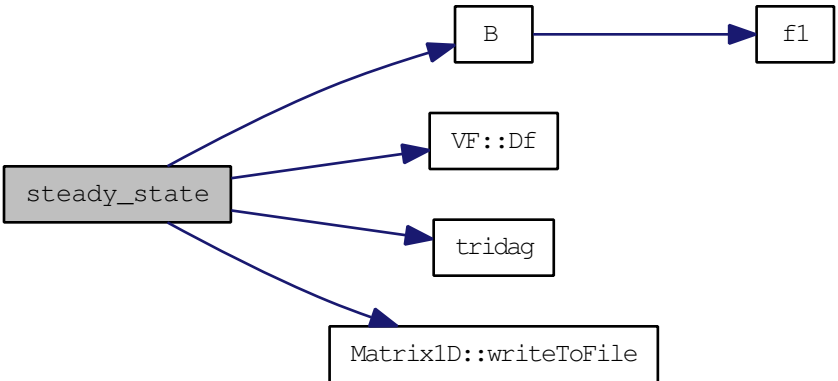 B
f1
VF::Df
steady_state
tridag
Matrix1D::writeToFile